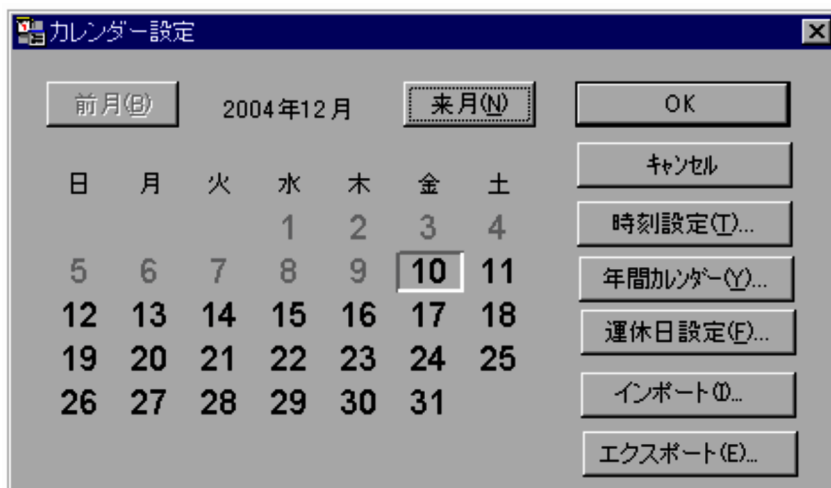 カレンダー設定
前月(B) 2004年12月 来月(N) OK
キャンセル
日 月 火 水 木 金 土
1 2 3 4
時刻設定(T)...
5 6 7 8 9 10 11
年間カレンダー(Y)...
12 13 14 15 16 17 18
運休日設定(F)...
19 20 21 22 23 24 25
26 27 28 29 30 31
インポート(I)...
エクスポート(E)...